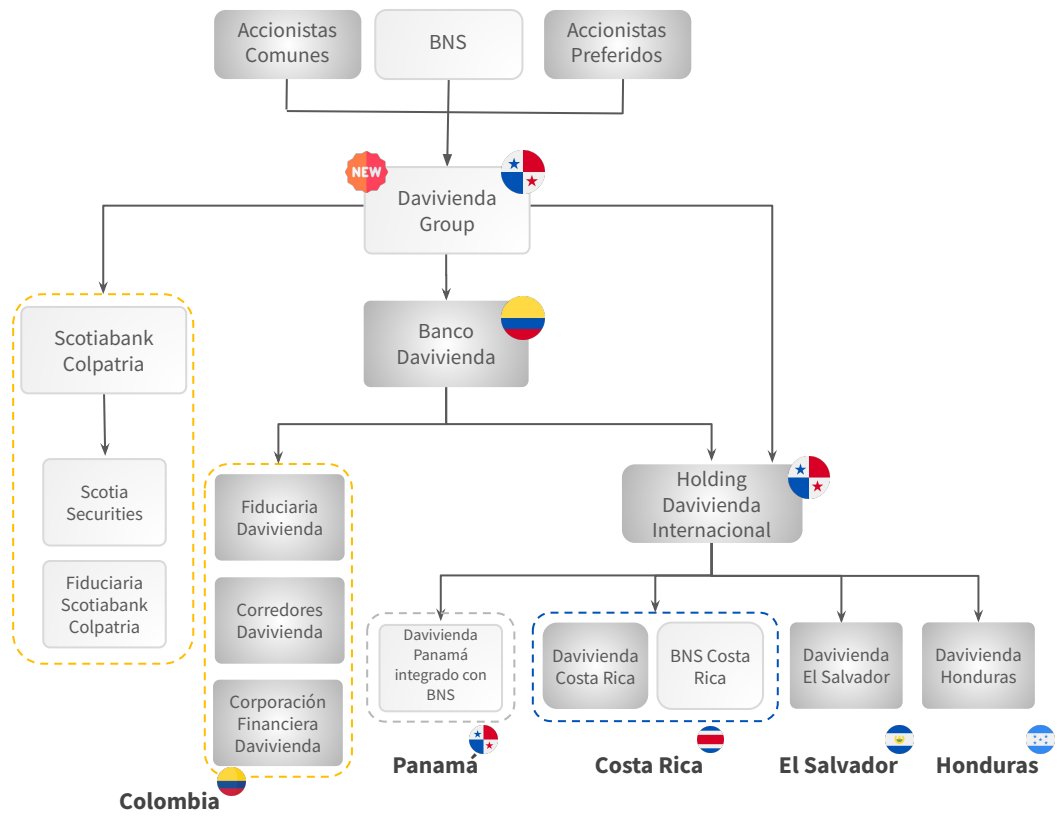 Accionistas
Comunes
BNS
Accionistas
Preferidos
NEW
Davivienda
Group
Banco
Davivienda
Scotiabank
Colpatria
Scotia
Securities
Fiduciaria
Scotiabank
Colpatria
Fiduciaria
Davivienda
Corredores
Davivienda
Corporación
Financiera
Davivienda
Colombia
Holding
Davivienda
Internacional
Davivienda
Panamá
integrado con
BNS
Panamá
Davivienda
Costa Rica
BNS Costa
Rica
Costa Rica
Davivienda
El Salvador
El Salvador
Davivienda
Honduras
Honduras